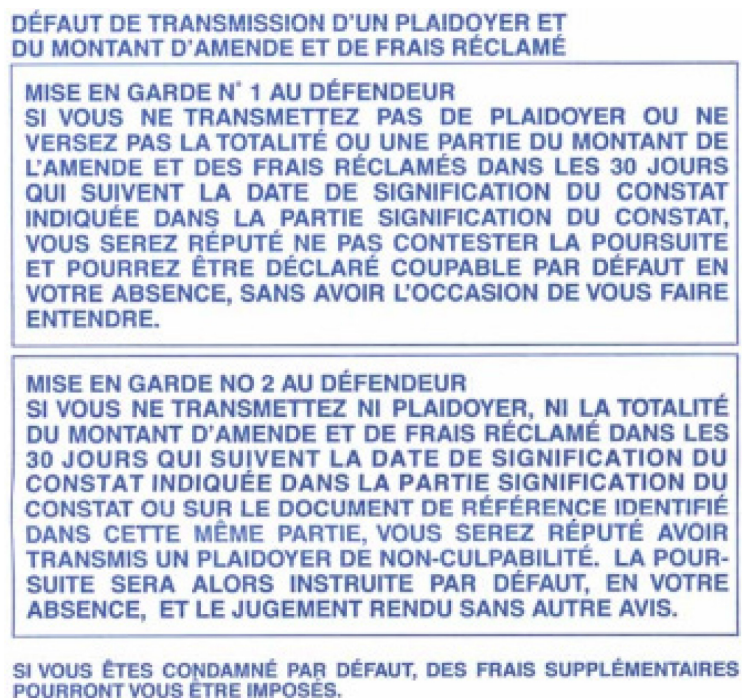 DÉFAUT DE TRANSMISSION D'UN PLAIDOYER ET
DU MONTANT D'AMENDE ET DE FRAIS RÉCLAMÉ
MISE EN GARDE N° 1 AU DÉFENDEUR
SI VOUS NE TRANSMETTEZ PAS DE PLAIDOYER OU NE
VERSEZ PAS LA TOTALITÉ OU UNE PARTIE DU MONTANT DE
L'AMENDE ET DES FRAIS RÉCLAMÉS DANS LES 30 JOURS
QUI SUIVENT LA DATE DE SIGNIFICATION DU CONSTAT
INDIQUÉE DANS LA PARTIE SIGNIFICATION DU CONSTAT,
VOUS SEREZ RÉPUTÉ NE PAS CONTESTER LA POURSUITE
ET POURREZ ÊTRE DÉCLARÉ COUPABLE PAR DÉFAUT EN
VOTRE ABSENCE, SANS AVOIR L'OCCASION DE VOUS FAIRE
ENTENDRE.
MISE EN GARDE NO 2 AU DÉFENDEUR
SI VOUS NE TRANSMETTEZ NI PLAIDOYER, NI LA TOTALITÉ
DU MONTANT D'AMENDE ET DE FRAIS RÉCLAMÉ DANS LES
30 JOURS QUI SUIVENT LA DATE DE SIGNIFICATION DU
CONSTAT INDIQUÉE DANS LA PARTIE SIGNIFICATION DU
CONSTAT OU SUR LE DOCUMENT DE RÉFÉRENCE IDENTIFIÉ
DANS CETTE MÊME PARTIE, VOUS SEREZ RÉPUTÉ AVOIR
TRANSMIS UN PLAIDOYER DE NON-CULPABILITÉ. LA POUR-
SUITE SERA ALORS INSTRUITE PAR DÉFAUT, EN VOTRE
ABSENCE, ET LE JUGEMENT RENDU SANS AUTRE AVIS.
SI VOUS ÊTES CONDAMNÉ PAR DÉFAUT, DES FRAIS SUPPLÉMENTAIRES
POURRONT VOUS ÊTRE IMPOSÉS.